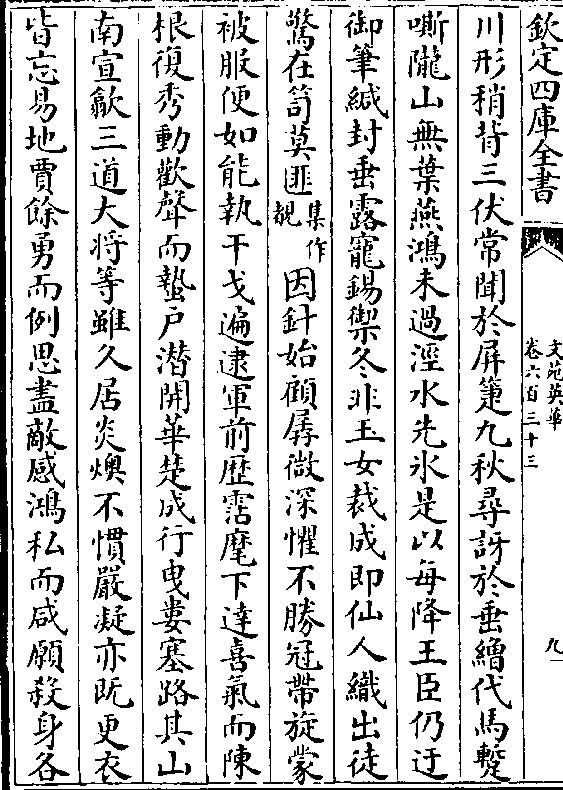 欽定四庫全書
文苑英華
卷六百三十三
九
川形稍背三伏常聞於屏箑九秋尋訝於垂繒代馬蹔
嘶隴山無葉燕鴻未過涇水先氷是以每降王臣仍迂
御筆緘封垂露寵錫禦冬非玉女裁成即仙人織出徒
驚在笥莫匪集作覩因針始顧孱微深懼不勝冠帶旋蒙
被服便如能執干戈遍逮軍前歴霑麾下達喜氣而陳
根復秀動歡聲而蟄户潛開華楚成行曳婁塞路其山
南宣歙三道大将等雖久居炎燠不慣嚴凝亦既更衣
皆忘易地賈餘勇而例思盡敵感鴻私而咸願殺身各